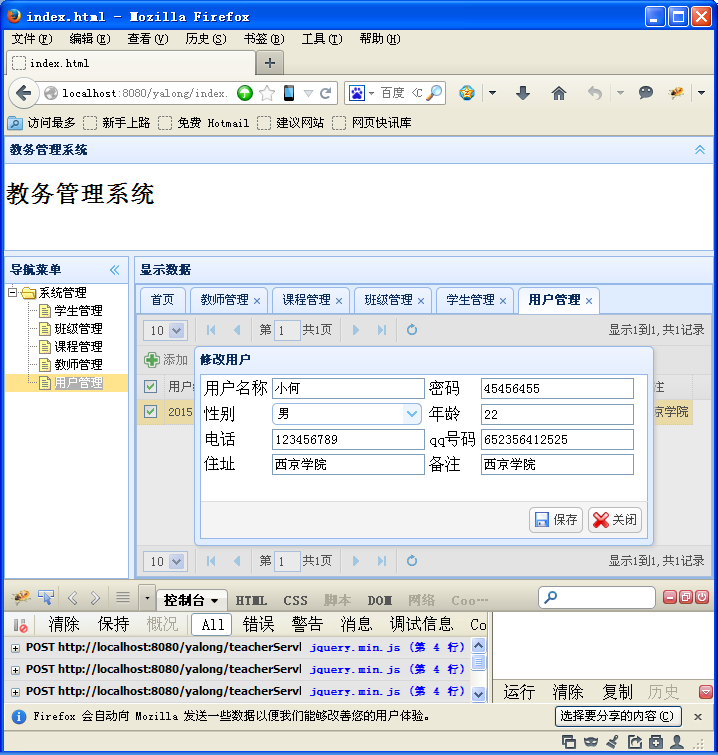 index.html - Mozilla Firefox
文件(F) 编辑(E) 查看(V) 历史(S) 书签(B) 工具(T) 帮助(H)
index.html
localhost:8080/yalong/index. 百度
访问最多 新手上路 免费 Hotmail 建议网站 网页快讯库
教务管理系统
教务管理系统
导航菜单
系统管理
学生管理
班级管理
课程管理
教师管理
用户管理
显示数据
首页 教师管理 课程管理 班级管理 学生管理 用户管理
10 第 1 共1页 显示1到1, 共1记录
添加
修改用户
用户 注
2015 京学院
用户名称 小何 密码 45456455
性别 男 年龄 22
电话 123456789 qq号码 652356412525
住址 西京学院 备注 西京学院
保存 关闭
10 第 1 共1页 显示1到1, 共1记录
控制台 HTML CSS 脚本 DOM 网络 Coo…
清除 保持 概况 All 错误 警告 消息 调试信息 Co
POST http://localhost:8080/yalong/teacherServl jquery.min.js (第 4 行)
POST http://localhost:8080/yalong/teacherServl jquery.min.js (第 4 行)
POST http://localhost:8080/yalong/teacherServl jquery.min.js (第 4 行)
运行 清除 复制 历史
Firefox 会自动向 Mozilla 发送一些数据以便我们能够改善您的用户体验。 选择要分享的内容(C)